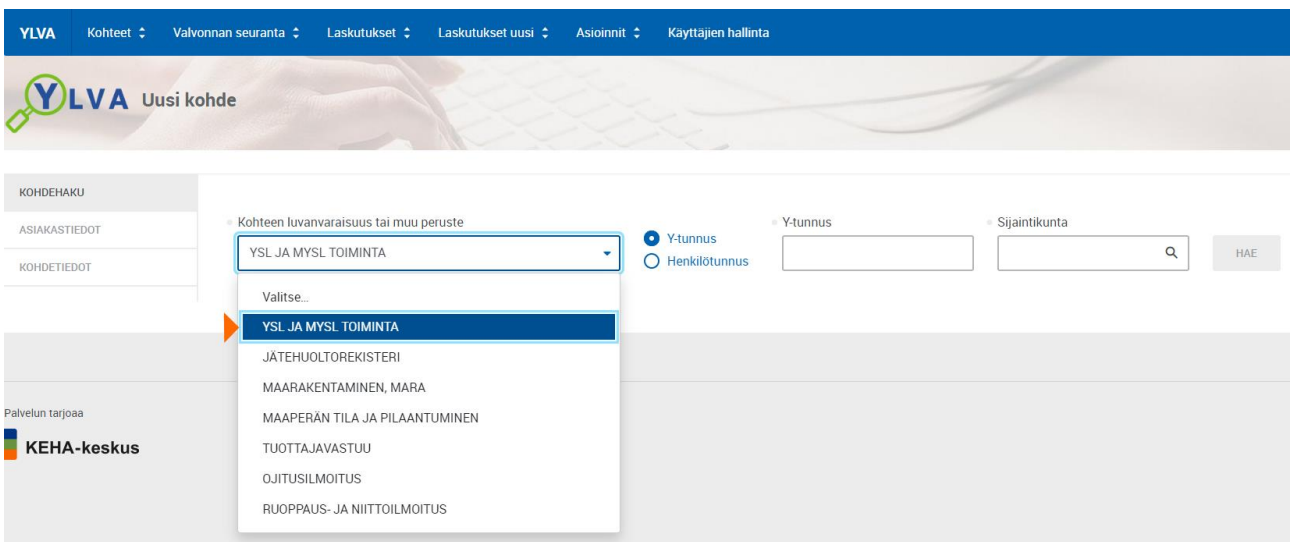 YLVA Kohteet Valvonnan seuranta Laskutukset Laskutukset uusi Asioinnit Käyttäjien hallinta
YLVA Uusi kohde
KOHDEHAKU
ASIAKASTIEDOT
KOHDETIEDOT
Kohteen luvanvaraisuus tai muu peruste
YSL JA MYSL TOIMINTA
Y-tunnus
Henkilötunnus
Y-tunnus
Sijaintikunta
HAE
Valitse...
YSL JA MYSL TOIMINTA
JÄTEHUOLTOREKISTERI
MAARAKENTAMINEN, MARA
MAAPERÄN TILA JA PILAANTUMINEN
TUOTTAJAVASTUU
OJITUSILMOITUS
RUOPPAUS- JA NIITTOILMOITUS
Palvelun tarjoaa
KEHA-keskus